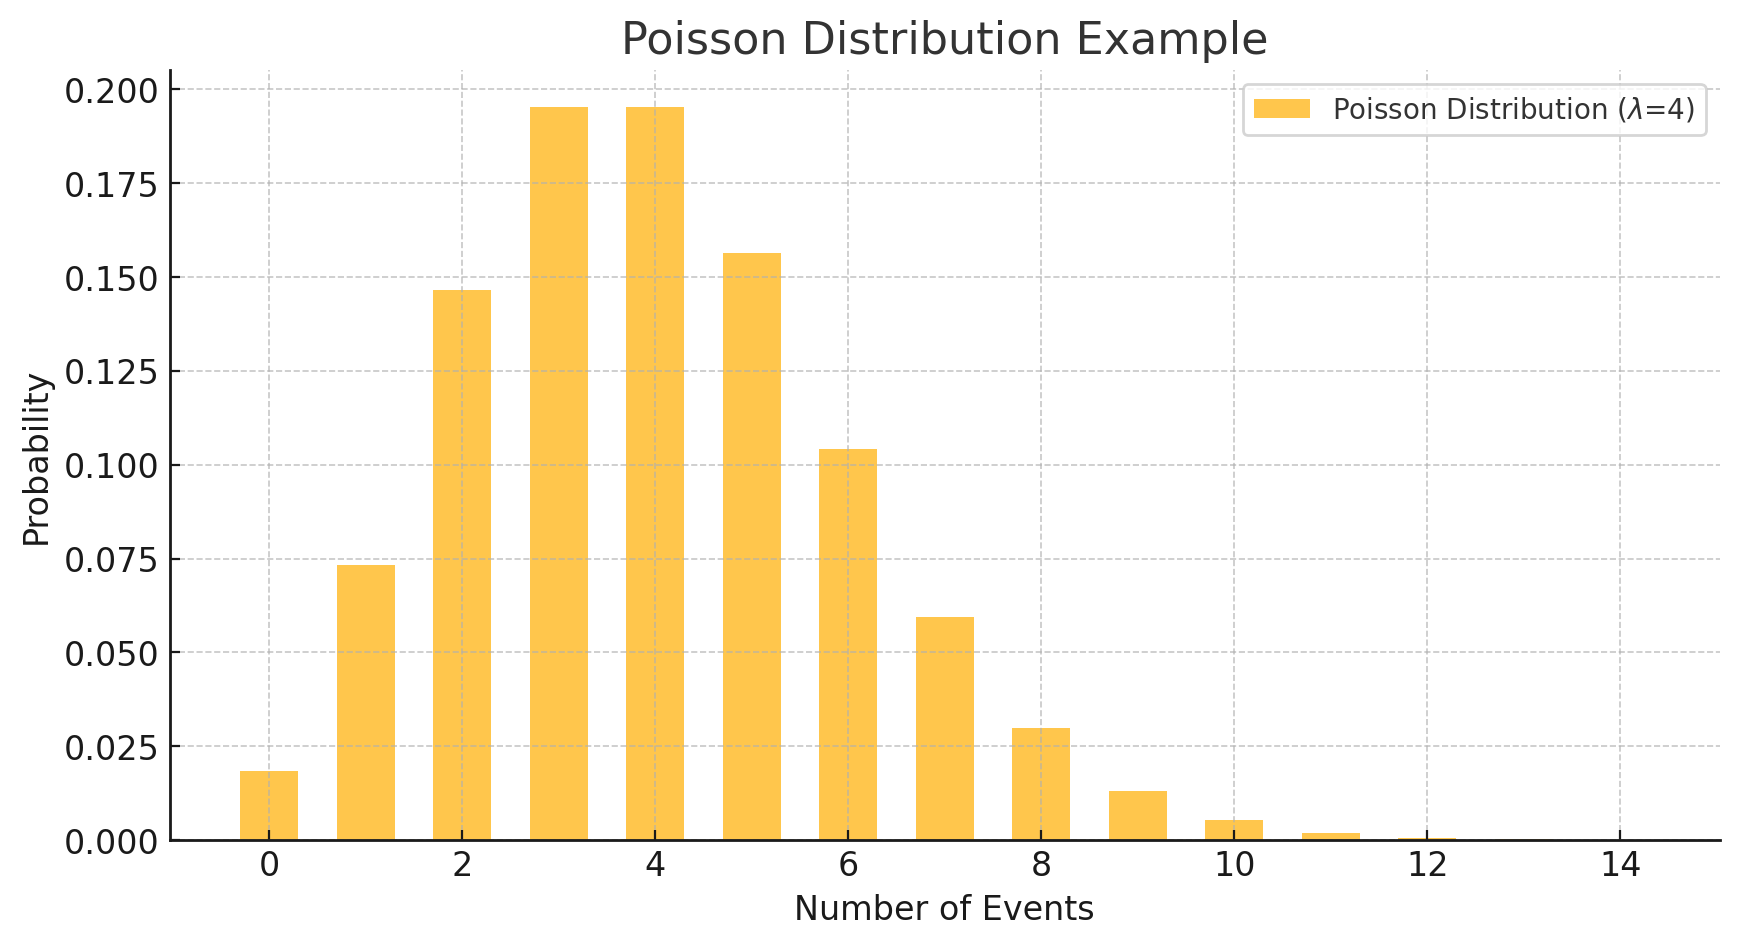 Poisson Distribution Example
Poisson Distribution (λ=4)
Probability
0.200
0.175
0.150
0.125
0.100
0.075
0.050
0.025
0.000
0 2 4 6 8 10 12 14
Number of Events